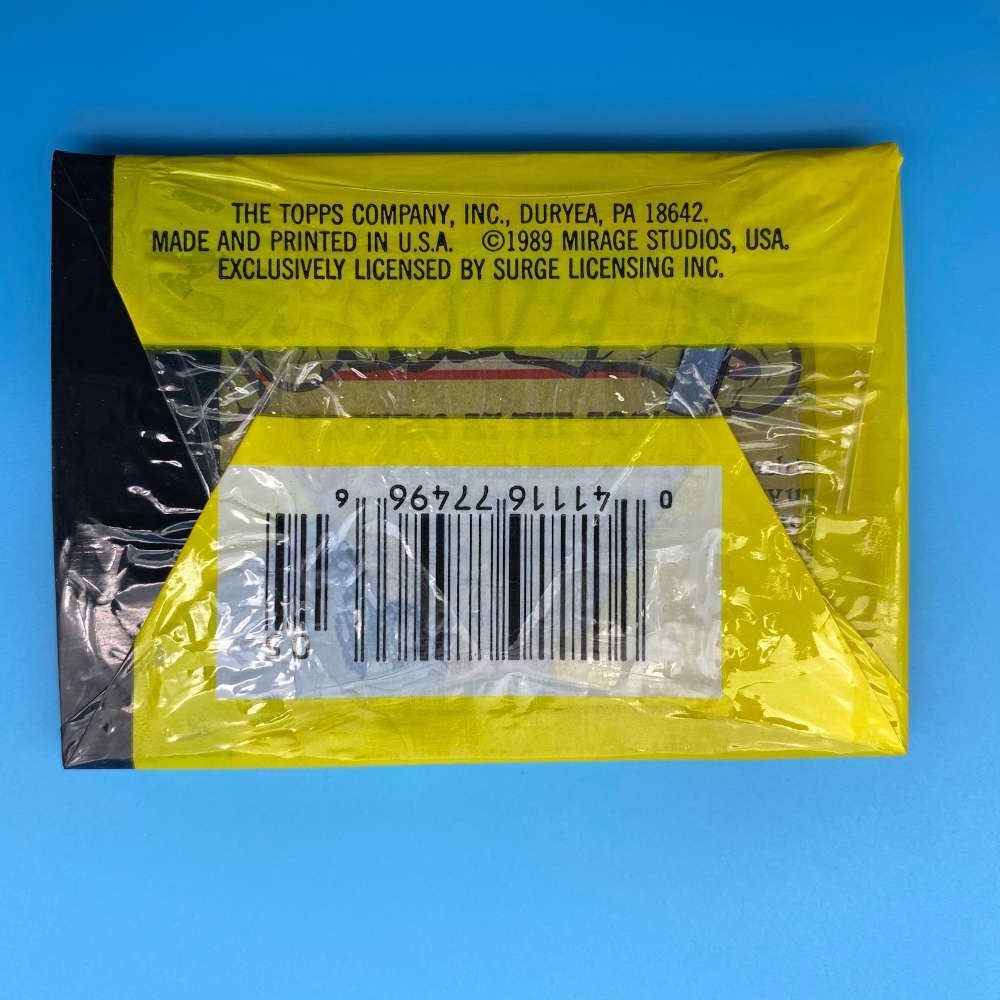 THE TOPPS COMPANY, INC., DURYEA, PA 18642.
MADE AND PRINTED IN U.S.A. ©1989 MIRAGE STUDIOS, USA.
EXCLUSIVELY LICENSED BY SURGE LICENSING INC.
0 41116 77496 6
05